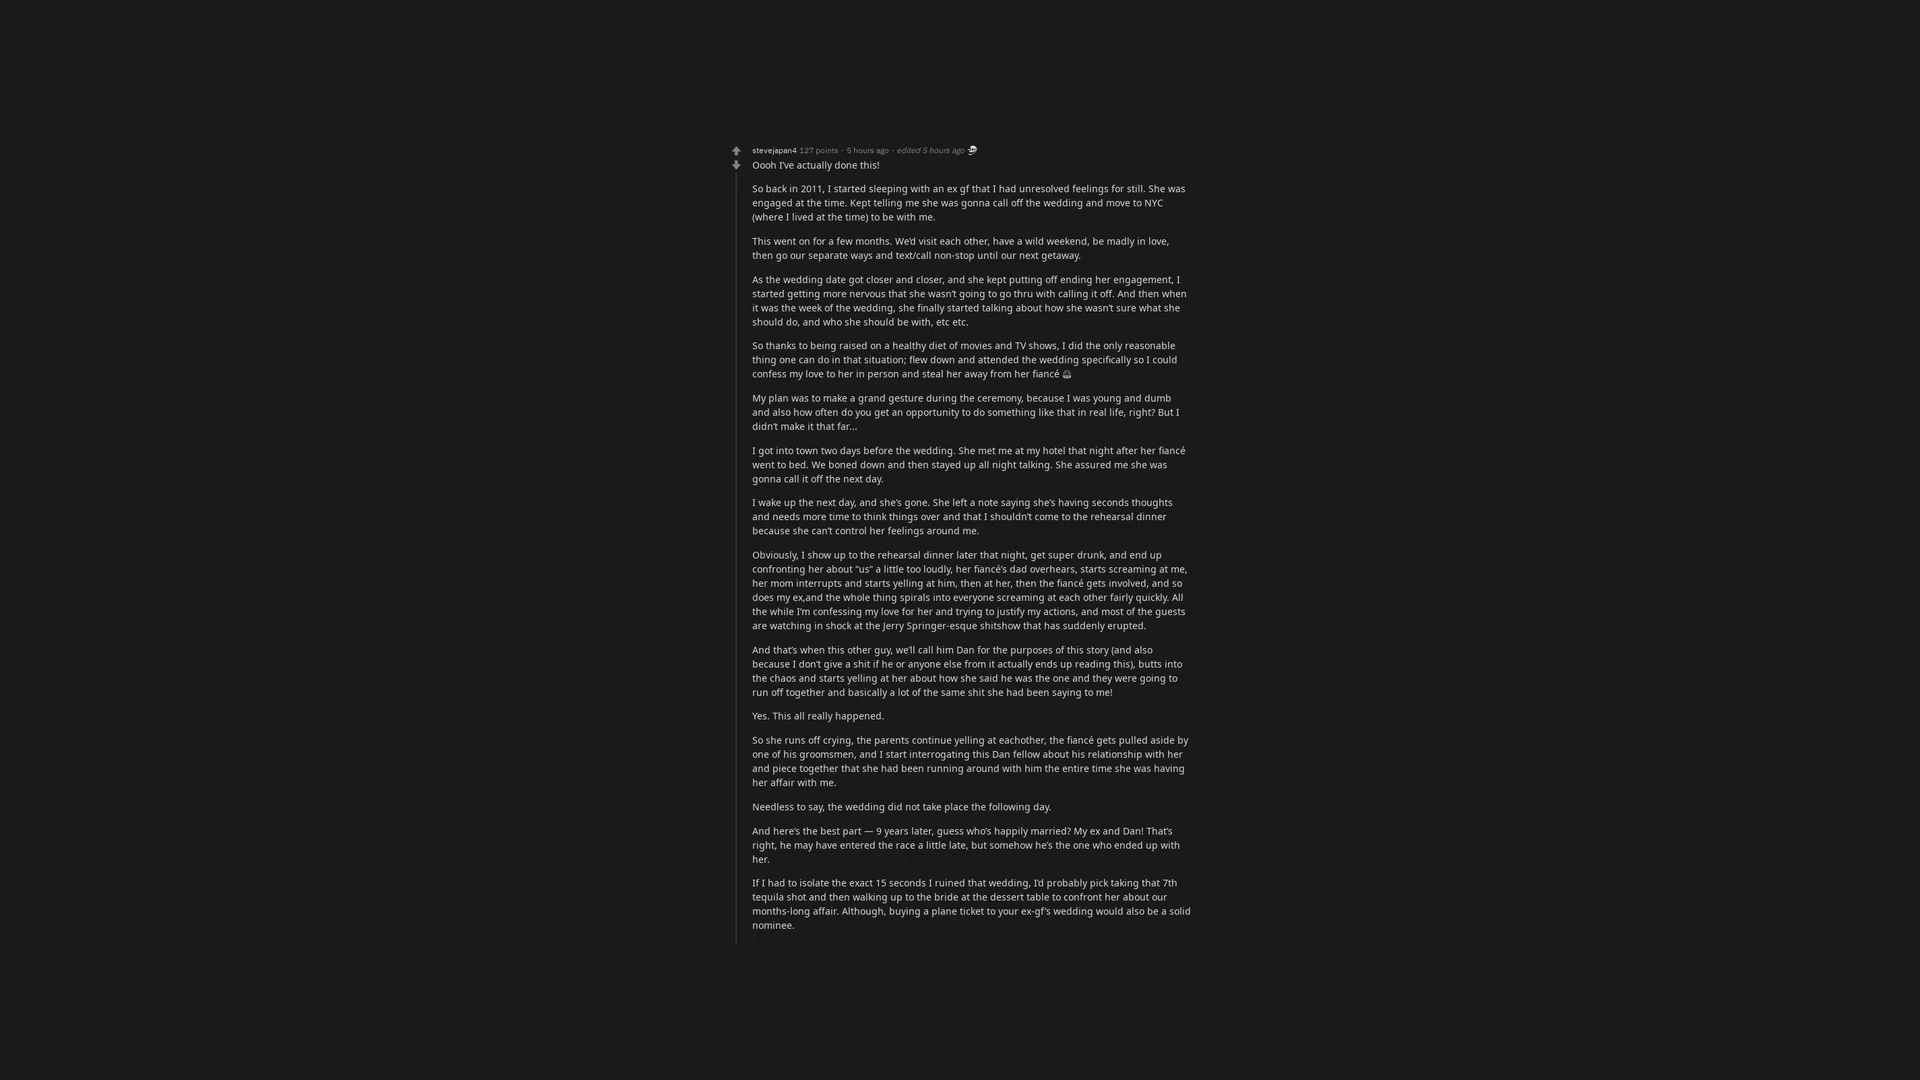 stevejapan4 127 points · 5 hours ago · edited 5 hours ago
Oooh I've actually done this!
So back in 2011, I started sleeping with an ex gf that I had unresolved feelings for still. She was
engaged at the time. Kept telling me she was gonna call off the wedding and move to NYC
(where I lived at the time) to be with me.
This went on for a few months. We'd visit each other, have a wild weekend, be madly in love,
then go our separate ways and text/call non-stop until our next getaway.
As the wedding date got closer and closer, and she kept putting off ending her engagement, I
started getting more nervous that she wasn't going to go thru with calling it off. And then when
it was the week of the wedding, she finally started talking about how she wasn't sure what she
should do, and who she should be with, etc etc.
So thanks to being raised on a healthy diet of movies and TV shows, I did the only reasonable
thing one can do in that situation; flew down and attended the wedding specifically so I could
confess my love to her in person and steal her away from her fiancé
My plan was to make a grand gesture during the ceremony, because I was young and dumb
and also how often do you get an opportunity to do something like that in real life, right? But I
didn't make it that far...
I got into town two days before the wedding. She met me at my hotel that night after her fiancé
went to bed. We boned down and then stayed up all night talking. She assured me she was
gonna call it off the next day.
I wake up the next day, and she's gone. She left a note saying she's having seconds thoughts
and needs more time to think things over and that I shouldn't come to the rehearsal dinner
because she can't control her feelings around me.
Obviously, I show up to the rehearsal dinner later that night, get super drunk, and end up
confronting her about “us” a little too loudly, her fiancé's dad overhears, starts screaming at me,
her mom interrupts and starts yelling at him, then at her, then the fiancé gets involved, and so
does my ex,and the whole thing spirals into everyone screaming at each other fairly quickly. All
the while I'm confessing my love for her and trying to justify my actions, and most of the guests
are watching in shock at the Jerry Springer-esque shitshow that has suddenly erupted.
And that's when this other guy, we'll call him Dan for the purposes of this story (and also
because I don't give a shit if he or anyone else from it actually ends up reading this), butts into
the chaos and starts yelling at her about how she said he was the one and they were going to
run off together and basically a lot of the same shit she had been saying to me!
Yes. This all really happened.
So she runs off crying, the parents continue yelling at eachother, the fiancé gets pulled aside by
one of his groomsmen, and I start interrogating this Dan fellow about his relationship with her
and piece together that she had been running around with him the entire time she was having
her affair with me.
Needless to say, the wedding did not take place the following day.
And here's the best part — 9 years later, guess who's happily married? My ex and Dan! That's
right, he may have entered the race a little late, but somehow he's the one who ended up with
her.
If I had to isolate the exact 15 seconds I ruined that wedding, I'd probably pick taking that 7th
tequila shot and then walking up to the bride at the dessert table to confront her about our
months-long affair. Although, buying a plane ticket to your ex-gf's wedding would also be a solid
nominee.